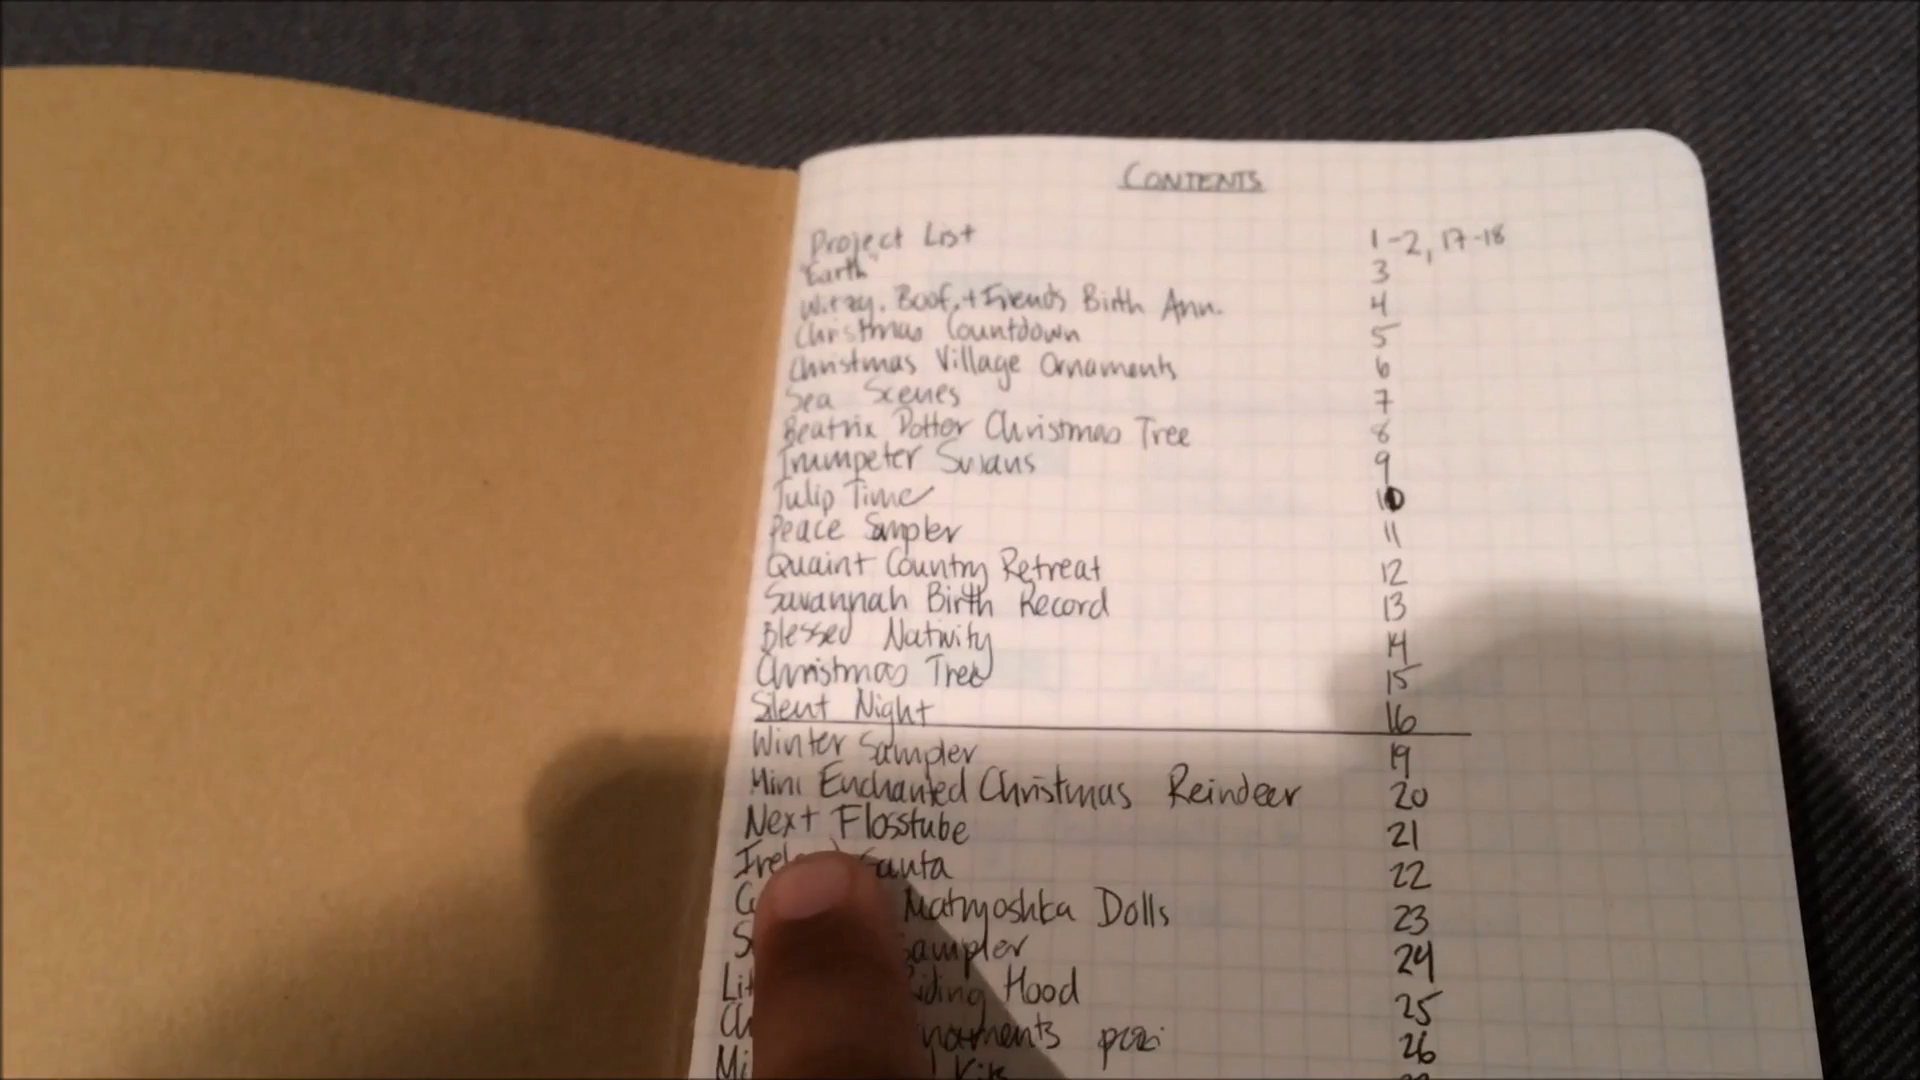 CONTENTS
Project List 1-2, 17-18
"Earth" 3
Witzy, Boof, + Friends Birth Ann. 4
Christmas Countdown 5
Christmas Village Ornaments 6
Sea Scenes 7
Beatrix Potter Christmas Tree 8
Trumpeter Swans 9
Tulip Time 10
Peace Sampler 11
Quaint Country Retreat 12
Savannah Birth Record 13
Blessed Nativity 14
Christmas Tree 15
Silent Night 16
Winter Sampler 19
Mini Enchanted Christmas Reindeer 20
Next Flosstube 21
Santa 22
Matryoshka Dolls 23
Sampler 24
Riding Hood 25
26